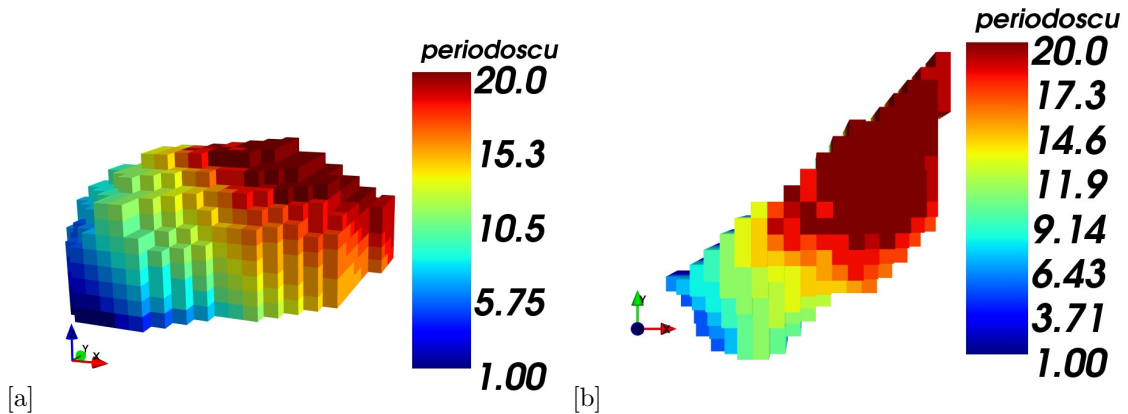 periodoscu
20.0
15.3
10.5
5.75
1.00
Y
X
[a]
periodoscu
20.0
17.3
14.6
11.9
9.14
6.43
3.71
1.00
Y
X
[b]